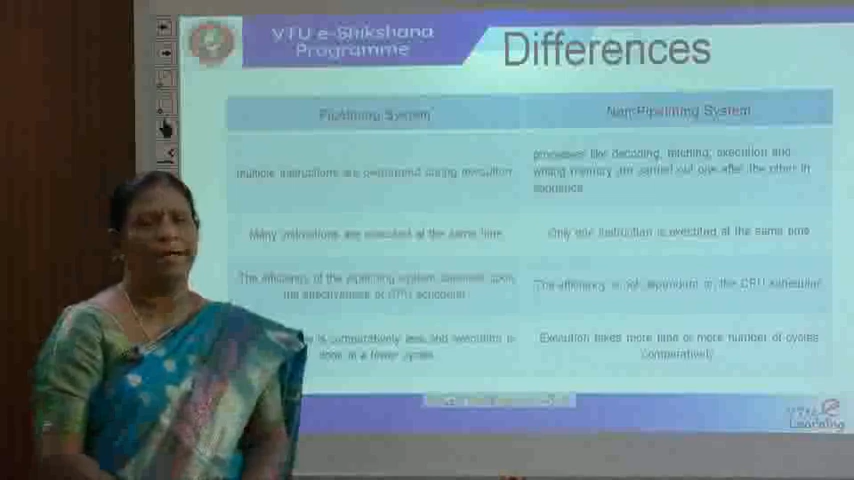 VTU e-Shikshana
Programme
Differences
Pipelining System
Non-Pipelining System
multiple instructions are overlapped during execution
processes like decoding, fetching, execution and
writing memory are carried out one after the other in
sequence
Many instructions are executed at the same time
Only one instruction is executed at the same time
The efficiency of the pipelining system depends upon
the effectiveness of CPU scheduler
The efficiency is not dependent on the CPU scheduler
is comparatively less and execution is
done in a fewer cycles
Execution takes more time or more number of cycles
comparatively
VTU
Learning